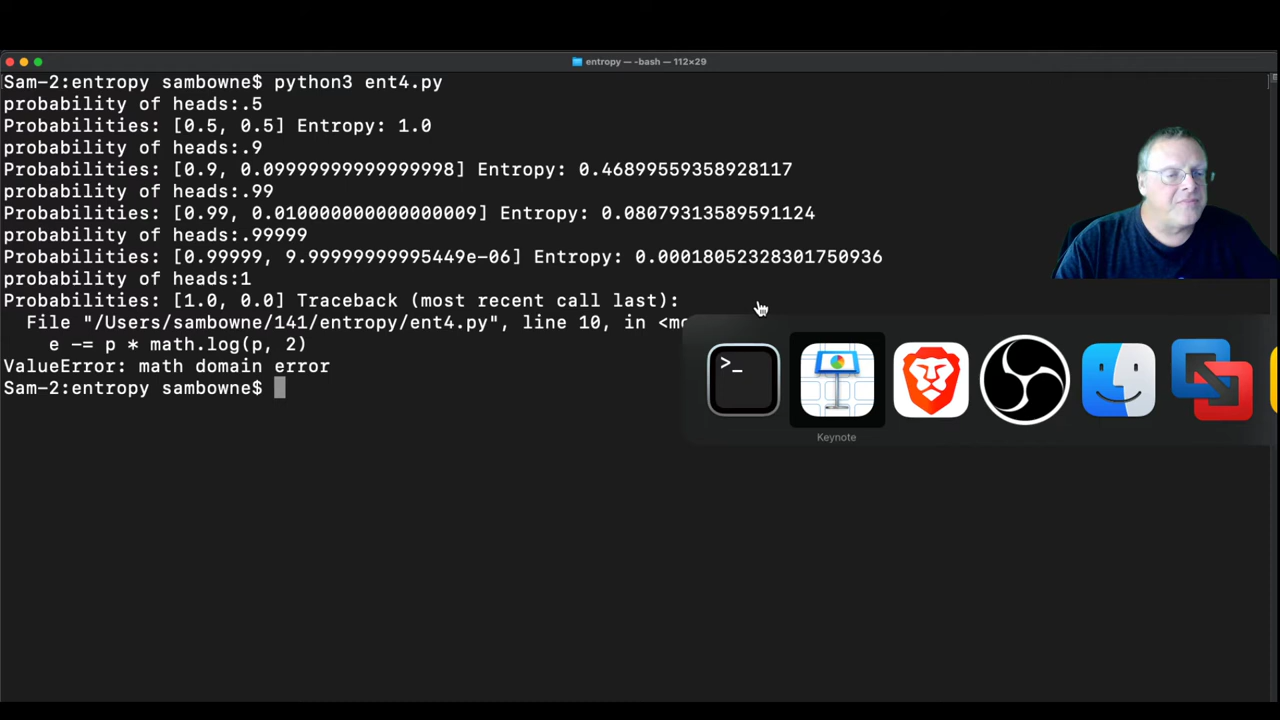 entropy — -bash — 112×29
Sam-2:entropy sambowne$ python3 ent4.py
probability of heads:.5
Probabilities: [0.5, 0.5] Entropy: 1.0
probability of heads:.9
Probabilities: [0.9, 0.09999999999999998] Entropy: 0.46899559358928117
probability of heads:.99
Probabilities: [0.99, 0.010000000000000009] Entropy: 0.08079313589591124
probability of heads:.99999
Probabilities: [0.99999, 9.99999999995449e-06] Entropy: 0.00018052328301750936
probability of heads:1
Probabilities: [1.0, 0.0] Traceback (most recent call last):
File "/Users/sambowne/141/entropy/ent4.py", line 10, in
e -= p * math.log(p, 2)
ValueError: math domain error
Sam-2:entropy sambowne$
>_
Keynote